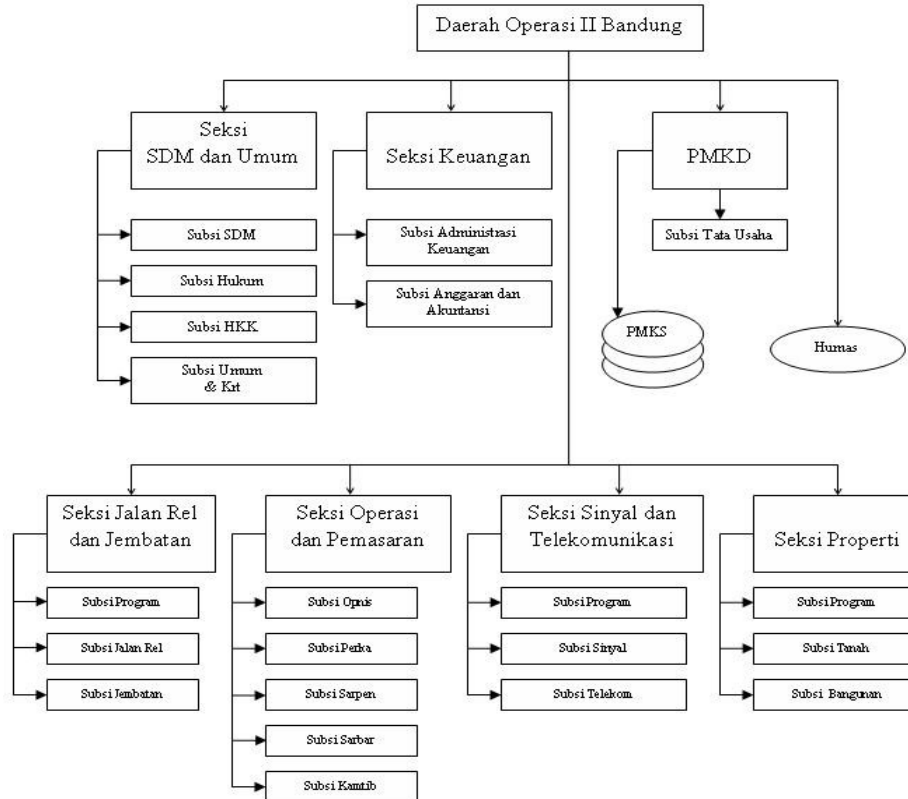 Daerah Operasi II Bandung
Seksi
SDM dan Umum
Seksi Keuangan
PMKD
Subsi SDM
Subsi Hukum
Subsi HKK
Subsi Umum
& Krt
Subsi Administrasi
Keuangan
Subsi Anggaran dan
Akuntansi
Subsi Tata Usaha
PMKS
Humas
Seksi Jalan Rel
dan Jembatan
Subsi Program
Subsi Jalan Rel
Subsi Jembatan
Seksi Operasi
dan Pemasaran
Subsi Opnis
Subsi Perka
Subsi Sarpen
Subsi Sarbar
Subsi Kamtib
Seksi Sinyal dan
Telekomunikasi
Subsi Program
Subsi Sinyal
Subsi Telekom
Seksi Properti
Subsi Program
Subsi Tanah
Subsi Bangunan